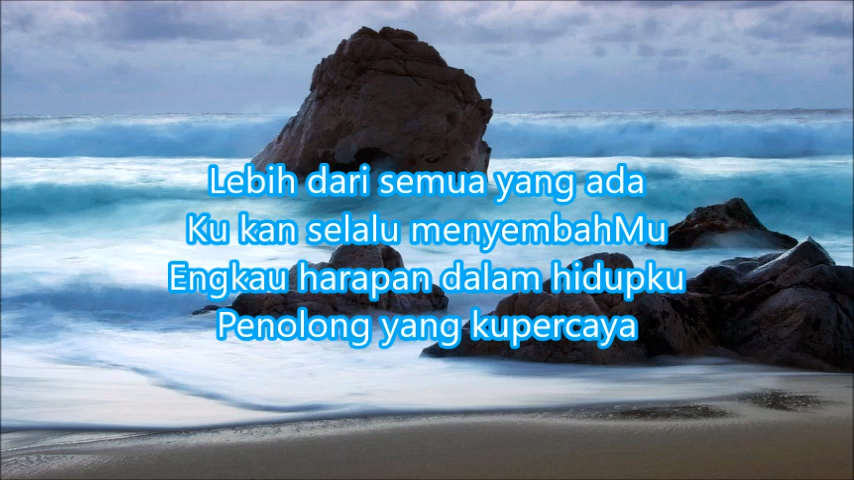 Lebih dari semua yang ada
Ku kan selalu menyembahMu
Engkau harapan dalam hidupku
Penolong yang kupercaya